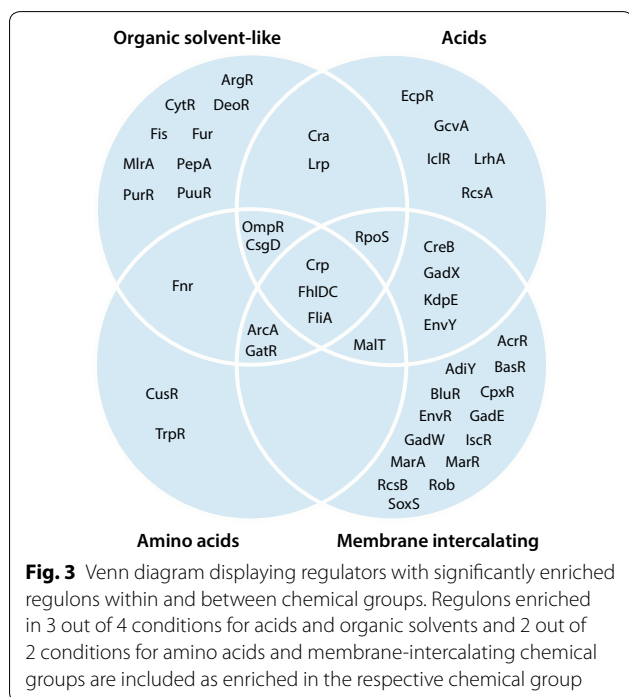 Organic solvent-like Acids
ArgR
CytR DeoR
Fis Fur
MlrA PepA
PurR PuuR
Cra
Lrp
EcpR
GcvA
IclR LrhA
RcsA
OmpR
CsgD
RpoS
Crp
FhlDC
FliA
CreB
GadX
KdpE
EnvY
Fnr
ArcA
GatR
MalT
CusR
TrpR
AcrR
AdiY BasR
BluR CpxR
EnvR GadE
GadW IscR
MarA MarR
RcsB Rob
SoxS
Amino acids Membrane intercalating
Fig. 3 Venn diagram displaying regulators with significantly enriched
regulons within and between chemical groups. Regulons enriched
in 3 out of 4 conditions for acids and organic solvents and 2 out of
2 conditions for amino acids and membrane-intercalating chemical
groups are included as enriched in the respective chemical group